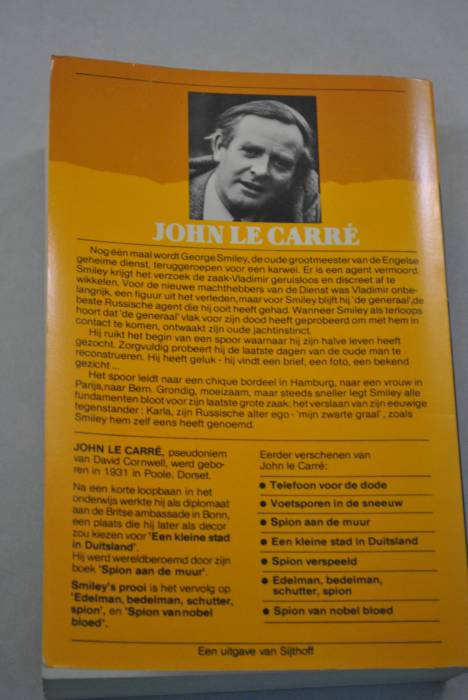 JOHN LE CARRÉ
Nog één maal wordt George Smiley, de oude grootmeester van de Engelse
geheime dienst, teruggeroepen voor een karwei. Er is een agent vermoord.
Smiley krijgt het verzoek de zaak-Vladimir geruisloos en discreet af te
wikkelen. Voor de nieuwe machthebbers van de Dienst was Vladimir onbe-
langrijk, een figuur uit het verleden, maar voor Smiley blijft hij 'de generaal', de
beste Russische agent die hij ooit heeft gehad. Wanneer Smiley als terloops
hoort dat 'de generaal' vlak voor zijn dood heeft geprobeerd om met hem in
contact te komen, ontwaakt zijn oude jachtinstinct.
Hij ruikt het begin van een spoor waarnaar hij zijn halve leven heeft
gezocht. Zorgvuldig probeert hij de laatste dagen van de oude man te
reconstrueren. Hij heeft geluk - hij vindt een brief, een foto, een bekend
gezicht ...
Het spoor leidt naar een chique bordeel in Hamburg, naar een vrouw in
Parijs, naar Bern. Grondig, moeizaam, maar steeds sneller legt Smiley alle
fundamenten bloot voor zijn laatste grote zaak: het verslaan van zijn eeuwige
tegenstander: Karla, zijn Russische alter ego - 'mijn zwarte graal', zoals
Smiley hem zelf eens heeft genoemd.
JOHN LE CARRÉ, pseudoniem
van David Cornwell, werd gebo-
ren in 1931 in Poole, Dorset.
Na een korte loopbaan in het
onderwijs werkte hij als diplomaat
aan de Britse ambassade in Bonn,
een plaats die hij later als decor
zou kiezen voor 'Een kleine stad
in Duitsland'.
Hij werd wereldberoemd door zijn
boek 'Spion aan de muur'.
Smiley's prooi is het vervolg op
'Edelman, bedelman, schutter,
spion', en 'Spion van nobel
bloed'.
Eerder verschenen van
John le Carré:
● Telefoon voor de dode
● Voetsporen in de sneeuw
● Spion aan de muur
● Een kleine stad in Duitsland
● Spion verspeeld
● Edelman, bedelman,
schutter, spion
● Spion van nobel bloed
Een uitgave van Sijthoff